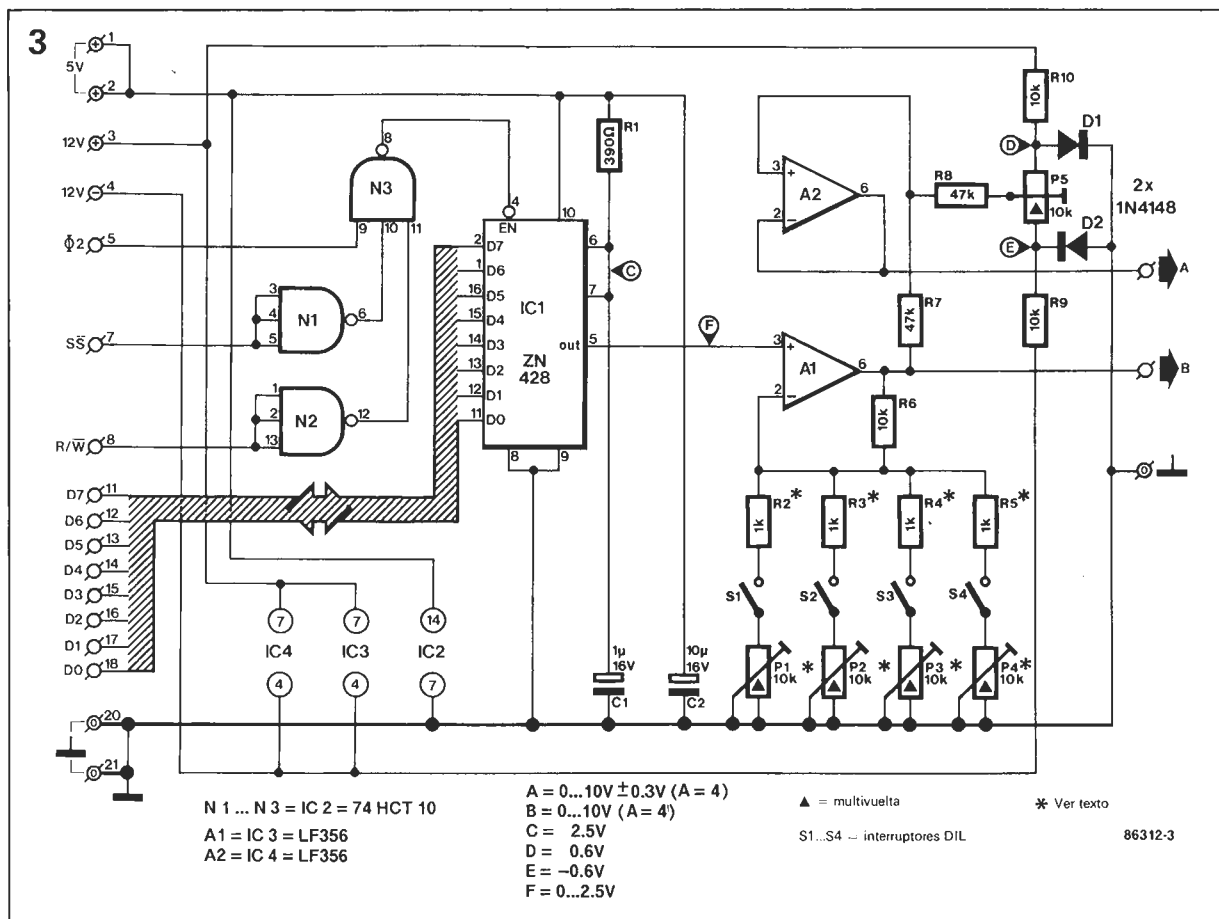 3
1
5V
2
12V 3
12V 4
Φ2 5
SS̅ 7
R/W̅ 8
D7 11
D6 12
D5 13
D4 14
D3 15
D2 16
D1 17
D0 18
20
21
8
N3
9 10 11
3
4
5
N1
6
1
2
13
N2
12
4
EN
10
2 D7
1 D6
16 D5
15 D4
14 D3
13 D2
12 D1
11 D0
IC1
ZN
428
6
7
out 5
8 9
R1
390Ω
C
F
7
IC4
4
7
IC3
4
14
IC2
7
1µ
16V
C1
10µ
16V
C2
3 +
A2
6
2 −
3 +
A1
6
2 −
R8
47k
R7
47k
R6
10k
R10
10k
D
D1
P5
10k
2x
1N4148
E
D2
R9
10k
A
B
0
R2*
1k
R3*
1k
R4*
1k
R5*
1k
S1
S2
S3
S4
P1 *
10k
P2 *
10k
P3 *
10k
P4 *
10k
N 1 ... N 3 = IC 2 = 74 HCT 10
A1 = IC 3 = LF356
A2 = IC 4 = LF356
A = 0...10V ±0.3V (A = 4)
B = 0...10V (A = 4')
C = 2.5V
D = 0.6V
E = −0.6V
F = 0...2.5V
▲ = multivuelta
* Ver texto
S1...S4 — interruptores DIL
86312-3